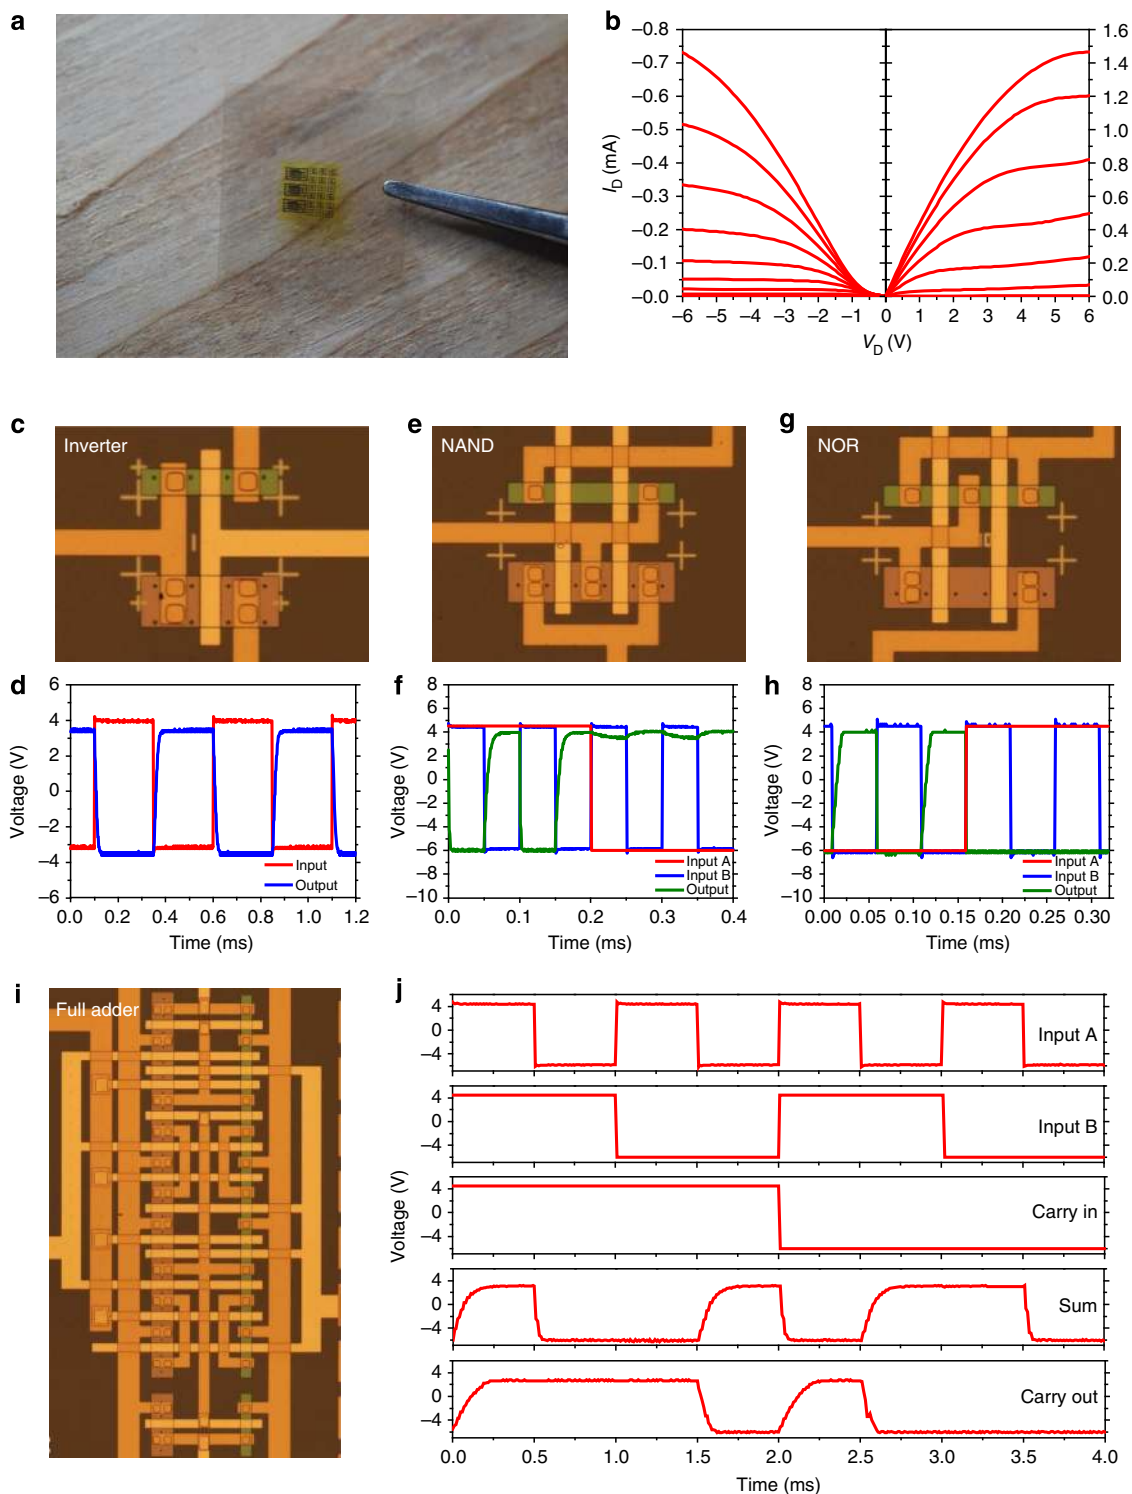 a
b
−0.8
−0.7
−0.6
−0.5
−0.4
−0.3
−0.2
−0.1
−0.0
I_D (mA)
1.6
1.4
1.2
1.0
0.8
0.6
0.4
0.2
0.0
−6 −5 −4 −3 −2 −1 0 1 2 3 4 5 6
V_D (V)
c
Inverter
e
NAND
g
NOR
d
6
4
2
0
−2
−4
−6
Voltage (V)
Input
Output
0.0 0.2 0.4 0.6 0.8 1.0 1.2
Time (ms)
f
8
6
4
2
0
−2
−4
−6
−8
−10
Voltage (V)
Input A
Input B
Output
0.0 0.1 0.2 0.3 0.4
Time (ms)
h
8
6
4
2
0
−2
−4
−6
−8
−10
Voltage (V)
Input A
Input B
Output
0.00 0.05 0.10 0.15 0.20 0.25 0.30
Time (ms)
i
Full adder
j
4
0
−4
Input A
4
0
−4
Input B
4
0
−4
Carry in
4
0
−4
Sum
4
0
−4
Carry out
Voltage (V)
0.0 0.5 1.0 1.5 2.0 2.5 3.0 3.5 4.0
Time (ms)